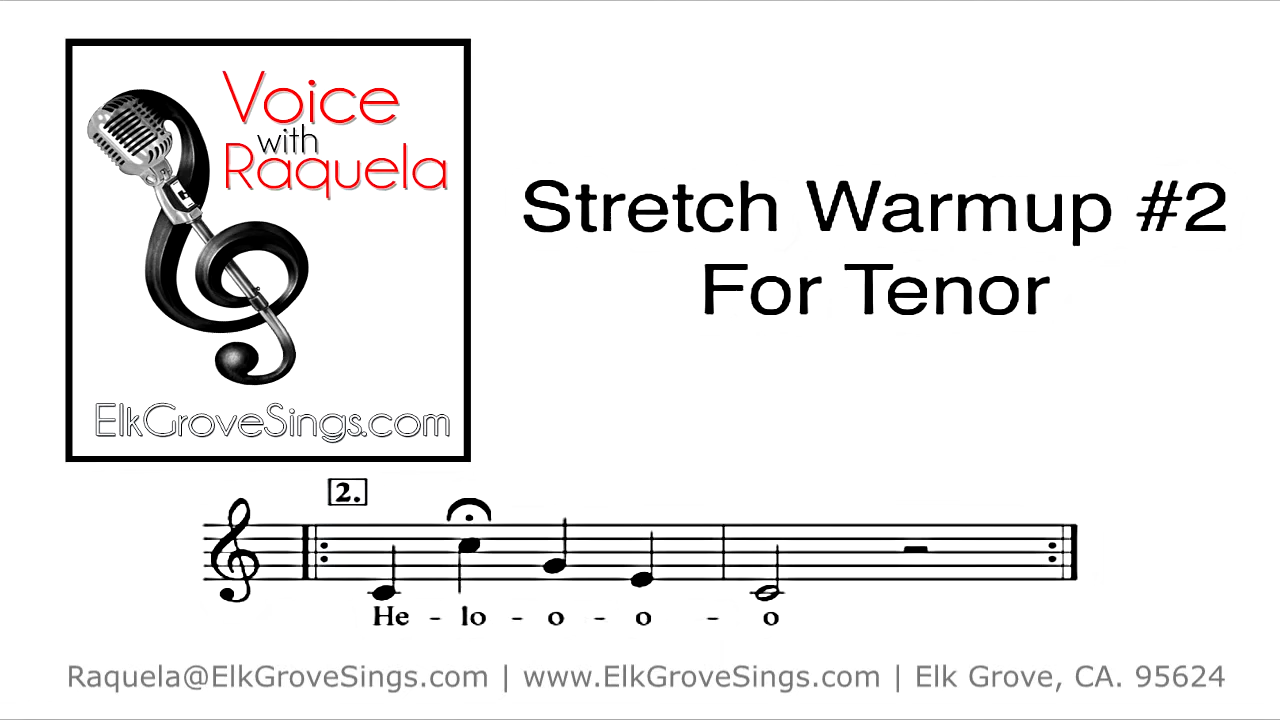 Voice
with
Raquela
ElkGroveSings.com
Stretch Warmup #2
For Tenor
2.
He - lo - o - o - o
Raquela@ElkGroveSings.com | www.ElkGroveSings.com | Elk Grove, CA. 95624